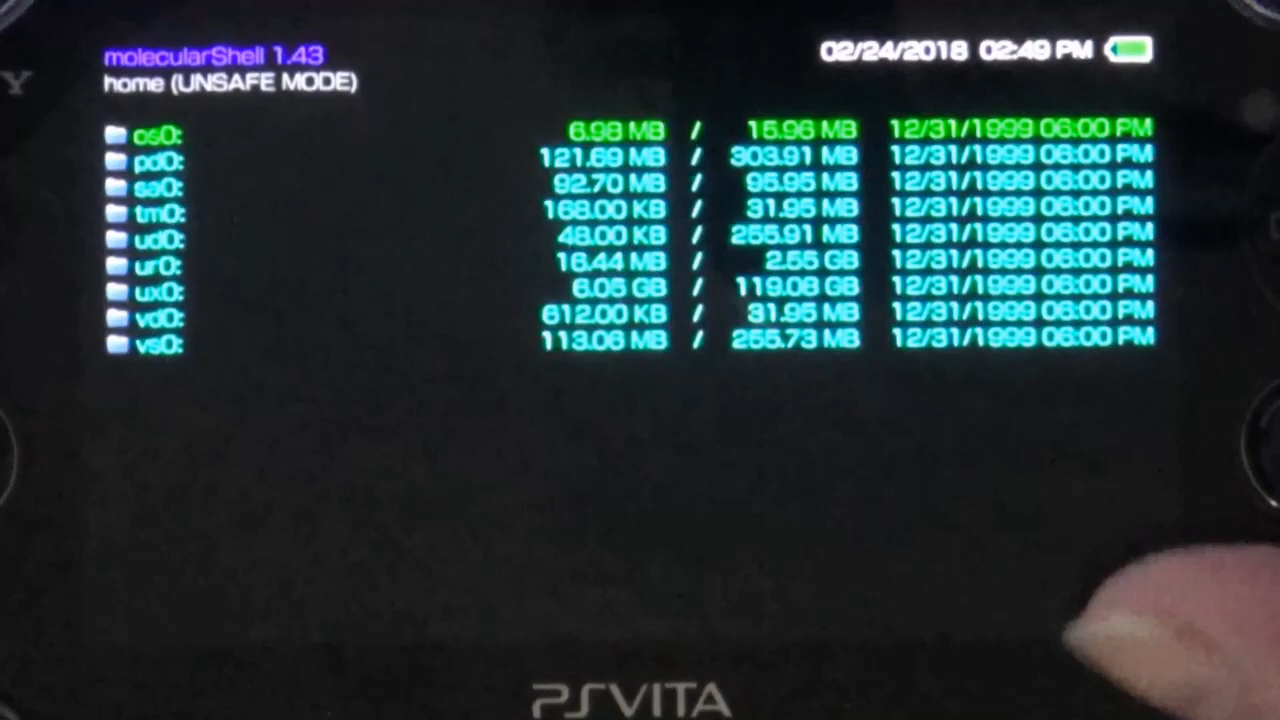 molecularShell 1.43 02/24/2018 02:49 PM
home (UNSAFE MODE)
Y
os0: 6.98 MB / 15.96 MB 12/31/1999 06:00 PM
pd0: 121.69 MB / 303.91 MB 12/31/1999 06:00 PM
sa0: 92.70 MB / 95.95 MB 12/31/1999 06:00 PM
tm0: 168.00 KB / 31.95 MB 12/31/1999 06:00 PM
ud0: 48.00 KB / 255.91 MB 12/31/1999 06:00 PM
ur0: 16.44 MB / 2.55 GB 12/31/1999 06:00 PM
ux0: 6.05 GB / 119.08 GB 12/31/1999 06:00 PM
vd0: 612.00 KB / 31.95 MB 12/31/1999 06:00 PM
vs0: 113.06 MB / 255.73 MB 12/31/1999 06:00 PM
PSVITA